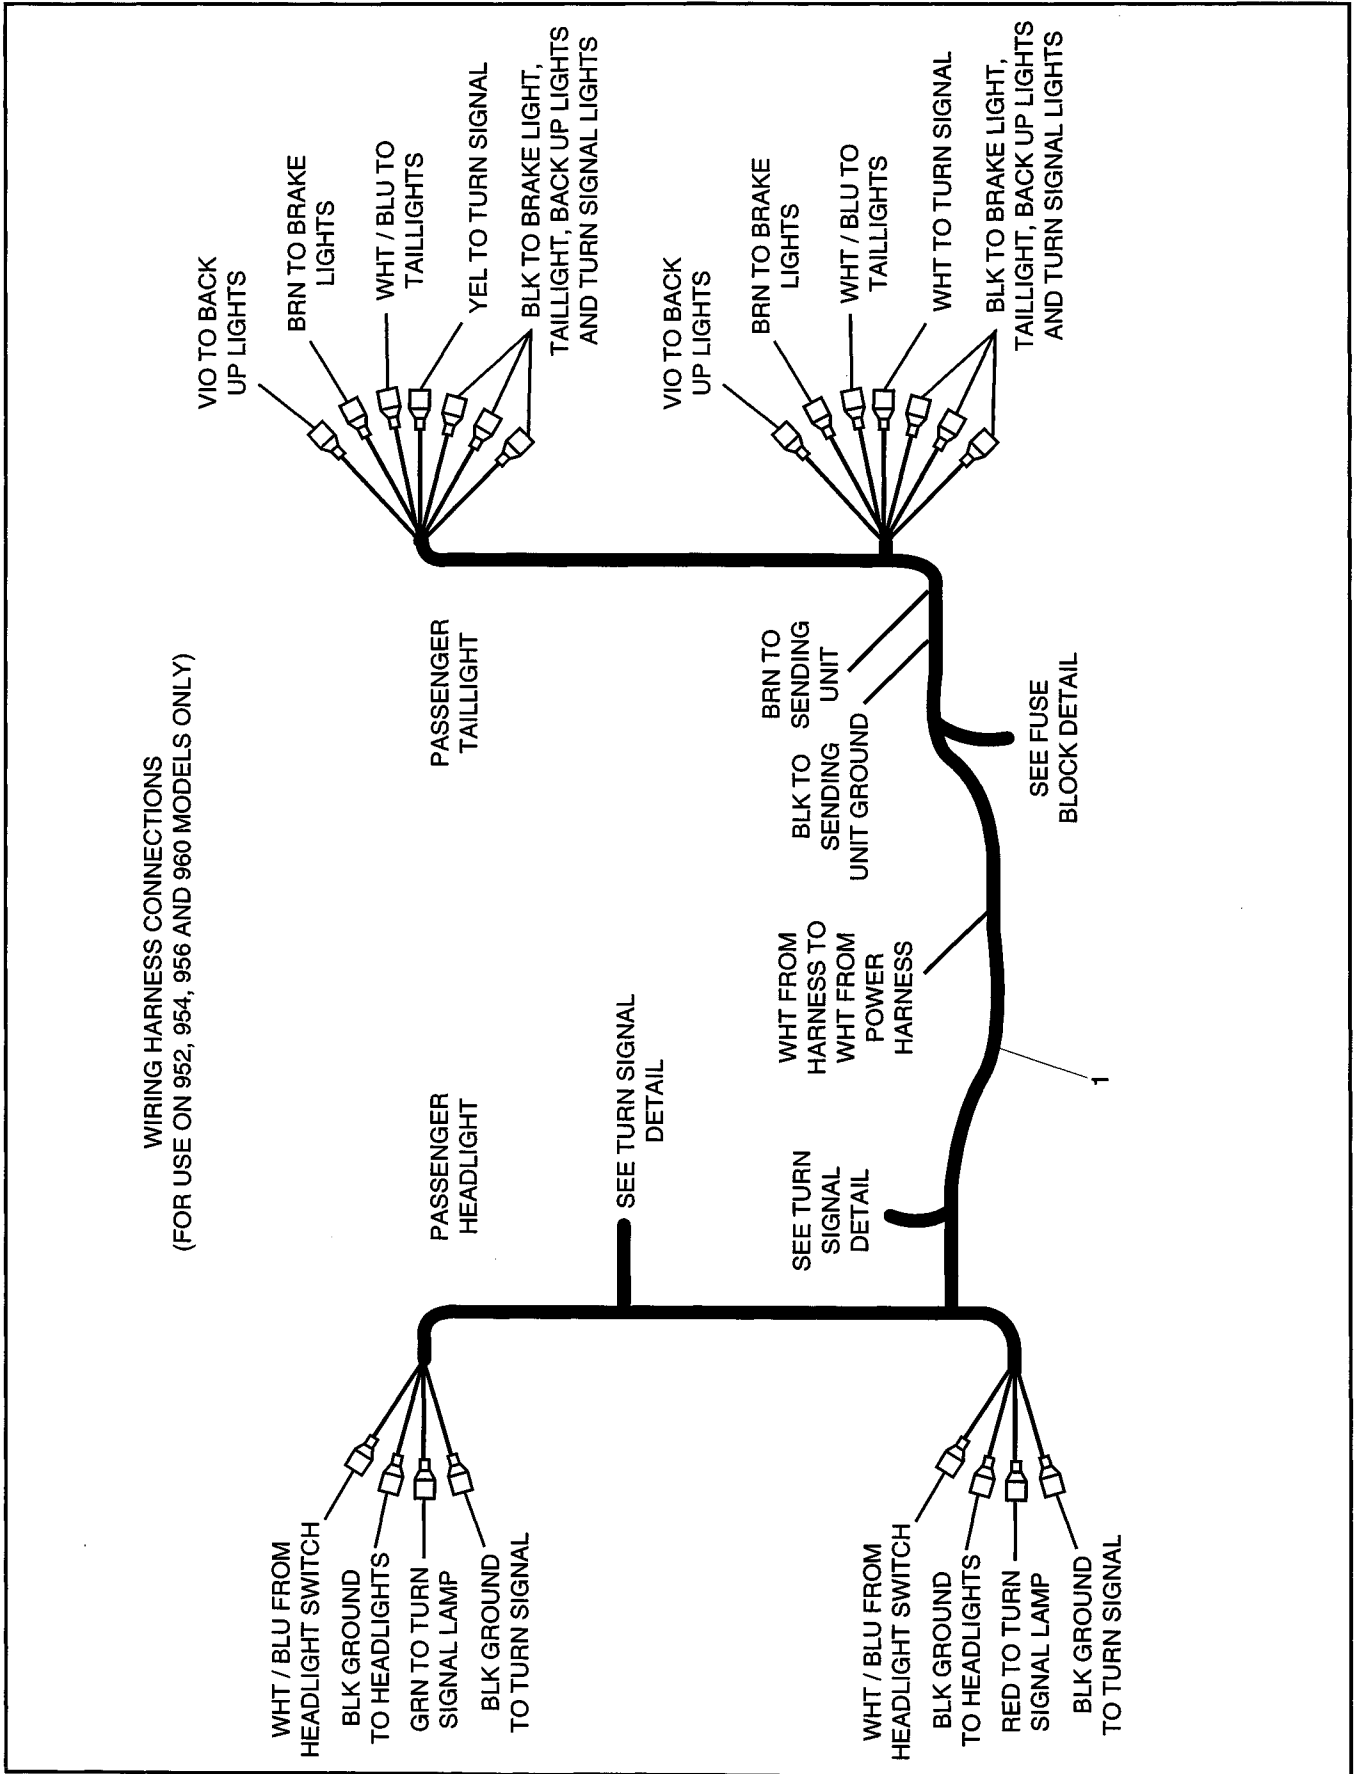 WIRING HARNESS CONNECTIONS
(FOR USE ON 952, 954, 956 AND 960 MODELS ONLY)
WHT / BLU FROM
HEADLIGHT SWITCH
BLK GROUND
TO HEADLIGHTS
GRN TO TURN
SIGNAL LAMP
BLK GROUND
TO TURN SIGNAL
PASSENGER
HEADLIGHT
SEE TURN SIGNAL
DETAIL
PASSENGER
TAILLIGHT
VIO TO BACK
UP LIGHTS
BRN TO BRAKE
LIGHTS
WHT / BLU TO
TAILLIGHTS
YEL TO TURN SIGNAL
BLK TO BRAKE LIGHT,
TAILLIGHT, BACK UP LIGHTS
AND TURN SIGNAL LIGHTS
WHT / BLU FROM
HEADLIGHT SWITCH
BLK GROUND
TO HEADLIGHTS
RED TO TURN
SIGNAL LAMP
BLK GROUND
TO TURN SIGNAL
SEE TURN
SIGNAL
DETAIL
1
WHT FROM
HARNESS TO
WHT FROM
POWER
HARNESS
BLK TO
SENDING
UNIT GROUND
BRN TO
SENDING
UNIT
SEE FUSE
BLOCK DETAIL
VIO TO BACK
UP LIGHTS
BRN TO BRAKE
LIGHTS
WHT / BLU TO
TAILLIGHTS
WHT TO TURN SIGNAL
BLK TO BRAKE LIGHT,
TAILLIGHT, BACK UP LIGHTS
AND TURN SIGNAL LIGHTS